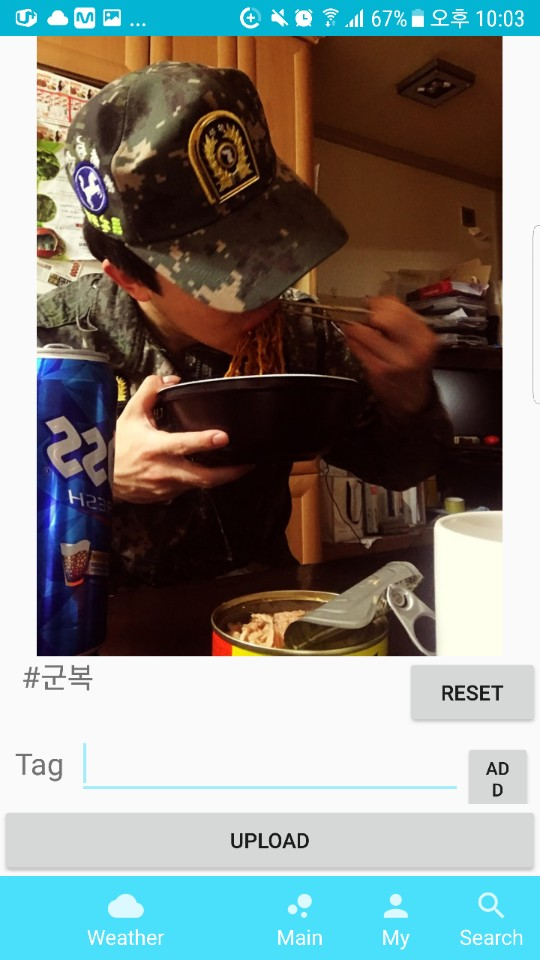 67% 오후 10:03
#군복
RESET
Tag
AD
D
UPLOAD
Weather Main My Search